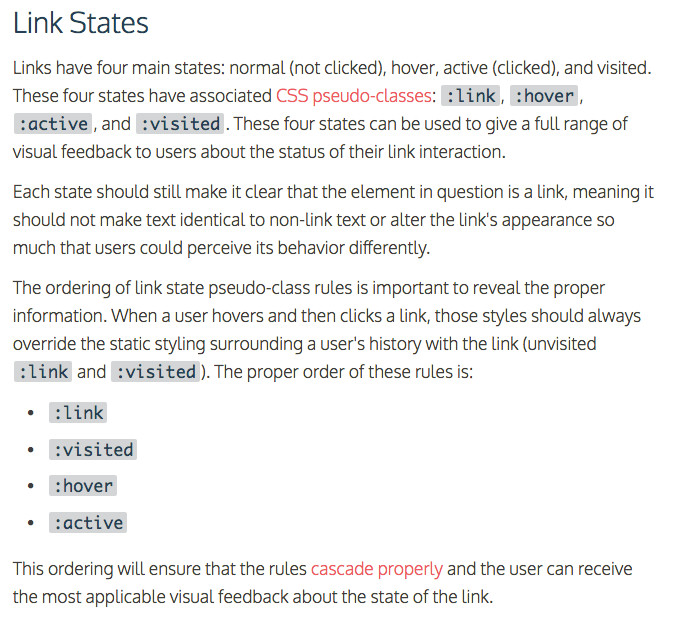 Link States
Links have four main states: normal (not clicked), hover, active (clicked), and visited.
These four states have associated CSS pseudo-classes: :link, :hover,
:active, and :visited. These four states can be used to give a full range of
visual feedback to users about the status of their link interaction.
Each state should still make it clear that the element in question is a link, meaning it
should not make text identical to non-link text or alter the link's appearance so
much that users could perceive its behavior differently.
The ordering of link state pseudo-class rules is important to reveal the proper
information. When a user hovers and then clicks a link, those styles should always
override the static styling surrounding a user's history with the link (unvisited
:link and :visited). The proper order of these rules is:
• :link
• :visited
• :hover
• :active
This ordering will ensure that the rules cascade properly and the user can receive
the most applicable visual feedback about the state of the link.